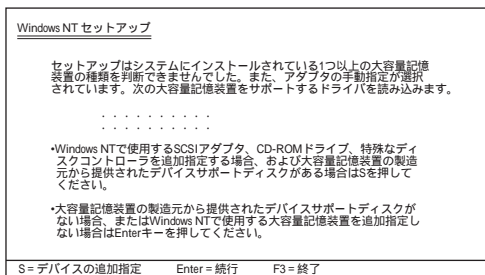 Windows NT セットアップ
セットアップはシステムにインストールされている1つ以上の大容量記憶
装置の種類を判断できませんでした。また、アダプタの手動指定が選択
されています。次の大容量記憶装置をサポートするドライバを読み込みます。
. . . . . . . . . .
. . . . . . . . . .
•Windows NTで使用するSCSIアダプタ、CD-ROMドライブ、特殊なディ
スクコントローラを追加指定する場合、および大容量記憶装置の製造
元から提供されたデバイスサポートディスクがある場合はSを押して
ください。
•大容量記憶装置の製造元から提供されたデバイスサポートディスクが
ない場合、またはWindows NTで使用する大容量記憶装置を追加指定し
ない場合はEnterキーを押してください。
S = デバイスの追加指定 Enter = 続行 F3 = 終了